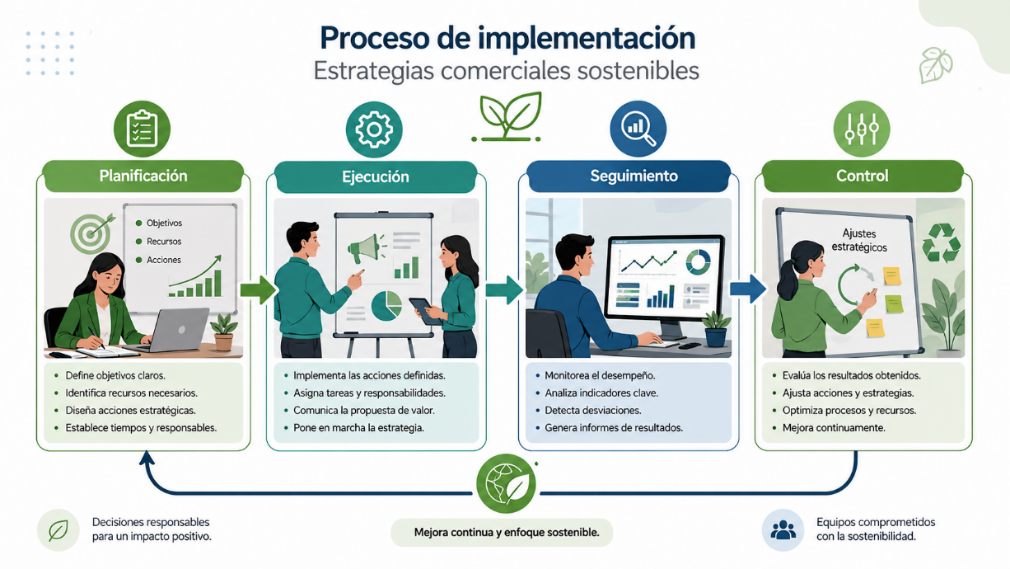 Proceso de implementación
Estrategias comerciales sostenibles
Planificación
Objetivos
Recursos
Acciones
Define objetivos claros.
Identifica recursos necesarios.
Diseña acciones estratégicas.
Establece tiempos y responsables.
Ejecución
Implementa las acciones definidas.
Asigna tareas y responsabilidades.
Comunica la propuesta de valor.
Pone en marcha la estrategia.
Seguimiento
Monitorea el desempeño.
Analiza indicadores clave.
Detecta desviaciones.
Genera informes de resultados.
Control
Ajustes
estratégicos
Evalúa los resultados obtenidos.
Ajusta acciones y estrategias.
Optimiza procesos y recursos.
Mejora continuamente.
Decisiones responsables
para un impacto positivo.
Mejora continua y enfoque sostenible.
Equipos comprometidos
con la sostenibilidad.